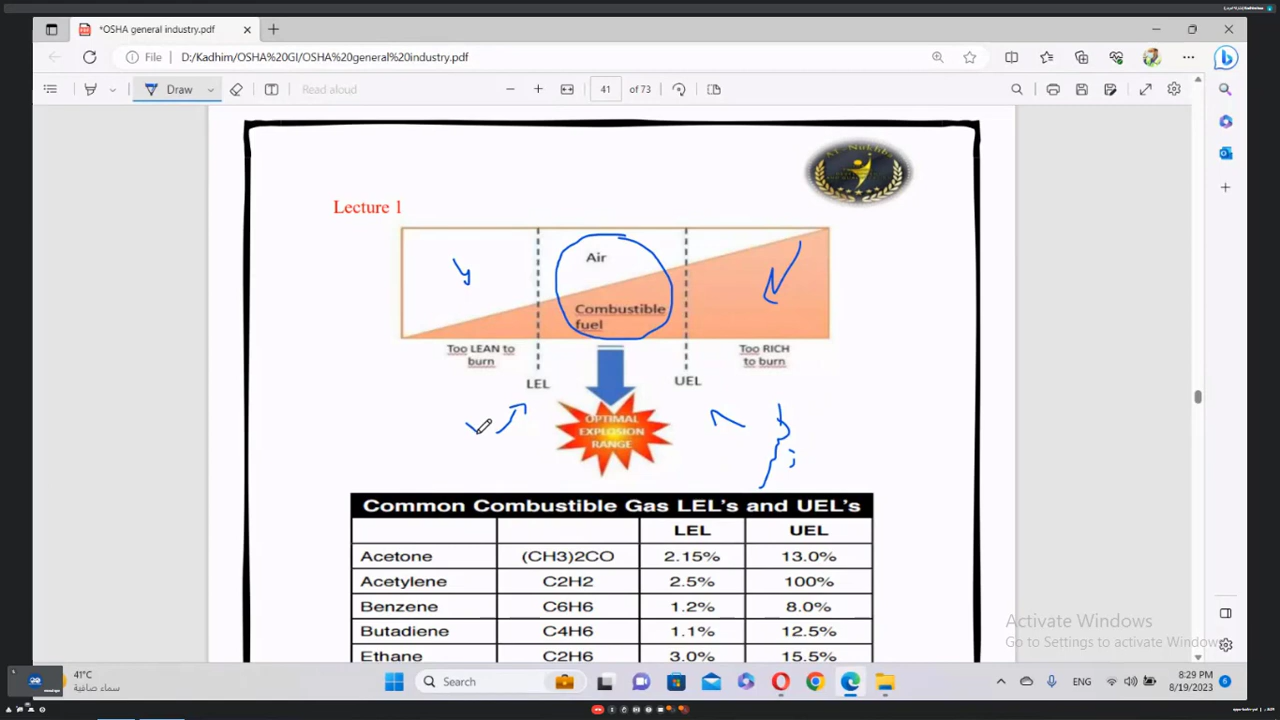 *OSHA general industry.pdf
File D:/Kadhim/OSHA%20GI/OSHA%20general%20industry.pdf
Draw Read aloud 41 of 73
Lecture 1
Air
Combustible
fuel
Too LEAN to
burn
Too RICH
to burn
LEL
UEL
OPTIMAL
EXPLOSION
RANGE
Common Combustible Gas LEL's and UEL's
LEL UEL
Acetone (CH3)2CO 2.15% 13.0%
Acetylene C2H2 2.5% 100%
Benzene C6H6 1.2% 8.0%
Butadiene C4H6 1.1% 12.5%
Ethane C2H6 3.0% 15.5%
Activate Windows
Go to Settings to activate Windows.
41°C
سماء صافية
Search
ENG
8:29 PM
8/19/2023